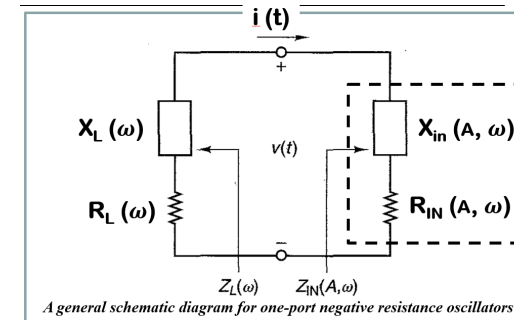 i (t)
+
X_L (ω)
v(t)
X_in (A, ω)
R_L (ω)
R_IN (A, ω)
−
Z_L(ω)
Z_IN(A,ω)
A general schematic diagram for one-port negative resistance oscillators